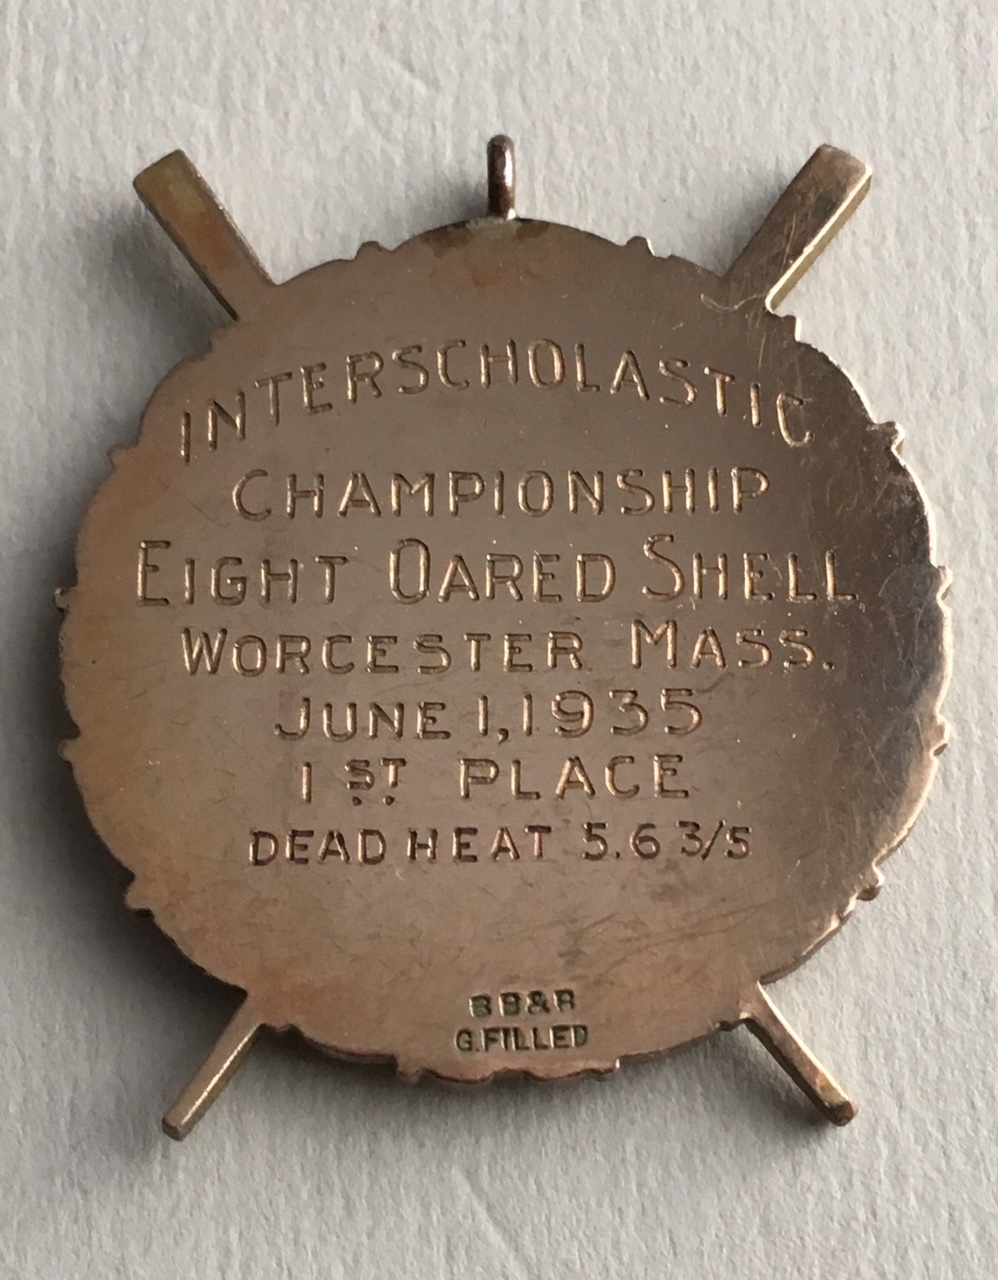 INTERSCHOLASTIC
CHAMPIONSHIP
EIGHT OARED SHELL
WORCESTER MASS.
JUNE 1, 1935
1ST PLACE
DEAD HEAT 5.6 3/5
BB&B
G.FILLED